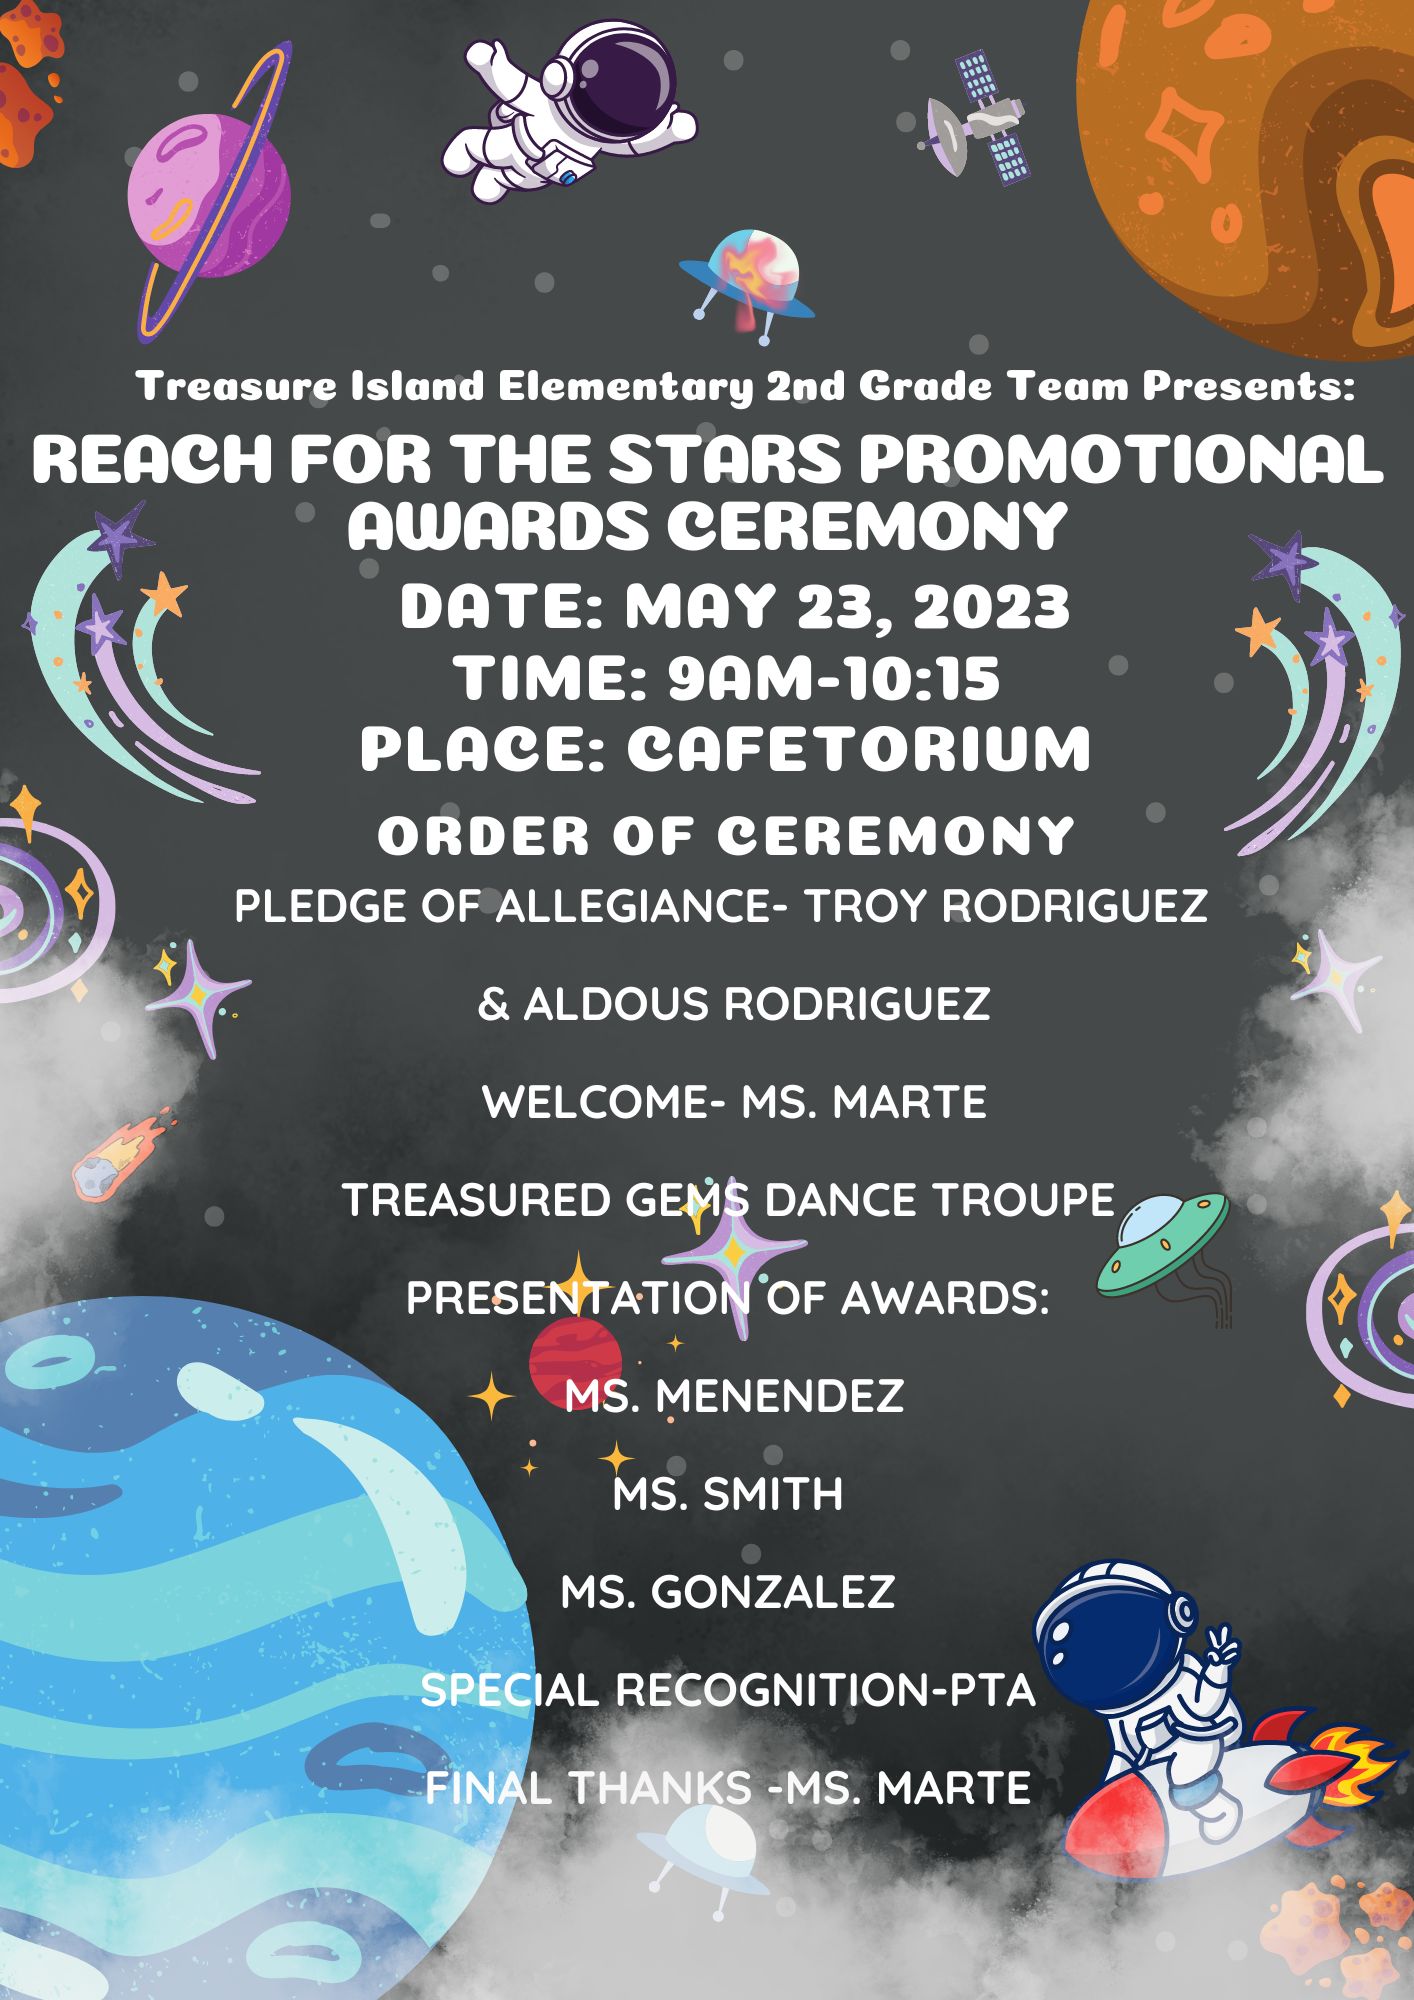 Treasure Island Elementary 2nd Grade Team Presents:
REACH FOR THE STARS PROMOTIONAL
AWARDS CEREMONY
DATE: MAY 23, 2023
TIME: 9AM-10:15
PLACE: CAFETORIUM
ORDER OF CEREMONY
PLEDGE OF ALLEGIANCE- TROY RODRIGUEZ
& ALDOUS RODRIGUEZ
WELCOME- MS. MARTE
TREASURED GEMS DANCE TROUPE
PRESENTATION OF AWARDS:
MS. MENENDEZ
MS. SMITH
MS. GONZALEZ
SPECIAL RECOGNITION-PTA
FINAL THANKS -MS. MARTE